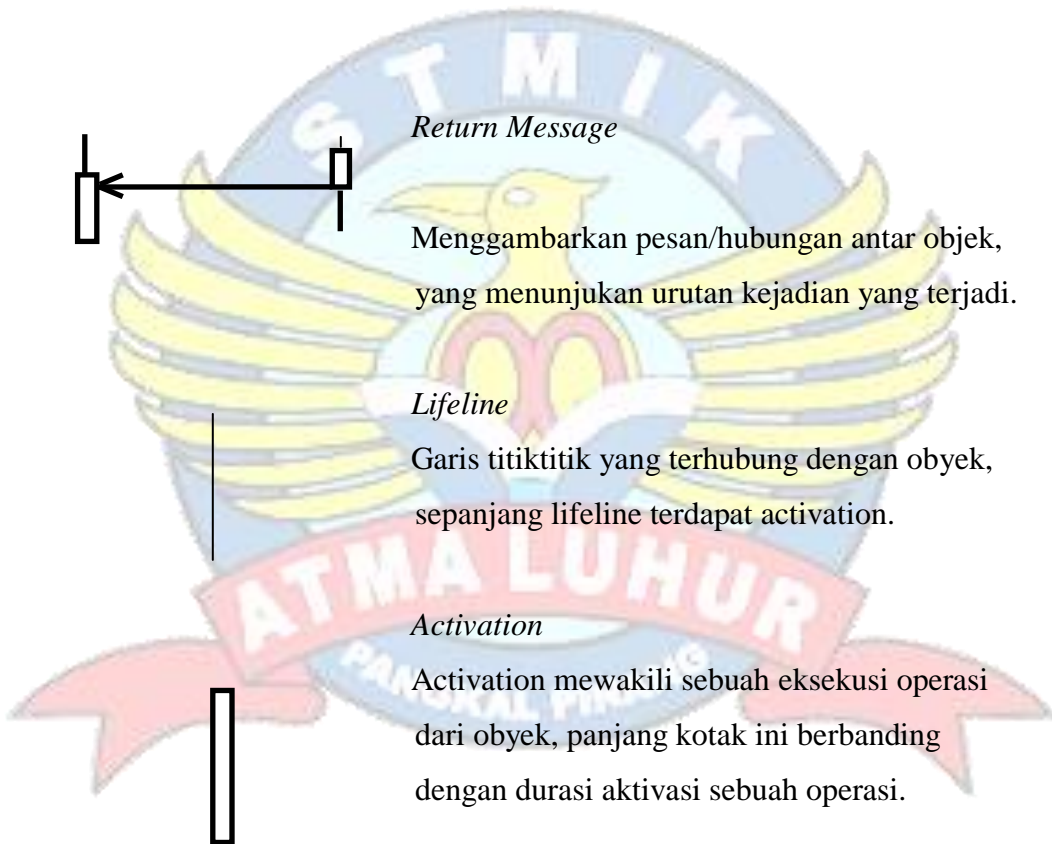 STMIK
Return Message
Menggambarkan pesan/hubungan antar objek,
yang menunjukan urutan kejadian yang terjadi.
Lifeline
Garis titiktitik yang terhubung dengan obyek,
sepanjang lifeline terdapat activation.
ATMA LUHUR
Activation
PANGKAL PINANG
Activation mewakili sebuah eksekusi operasi
dari obyek, panjang kotak ini berbanding
dengan durasi aktivasi sebuah operasi.